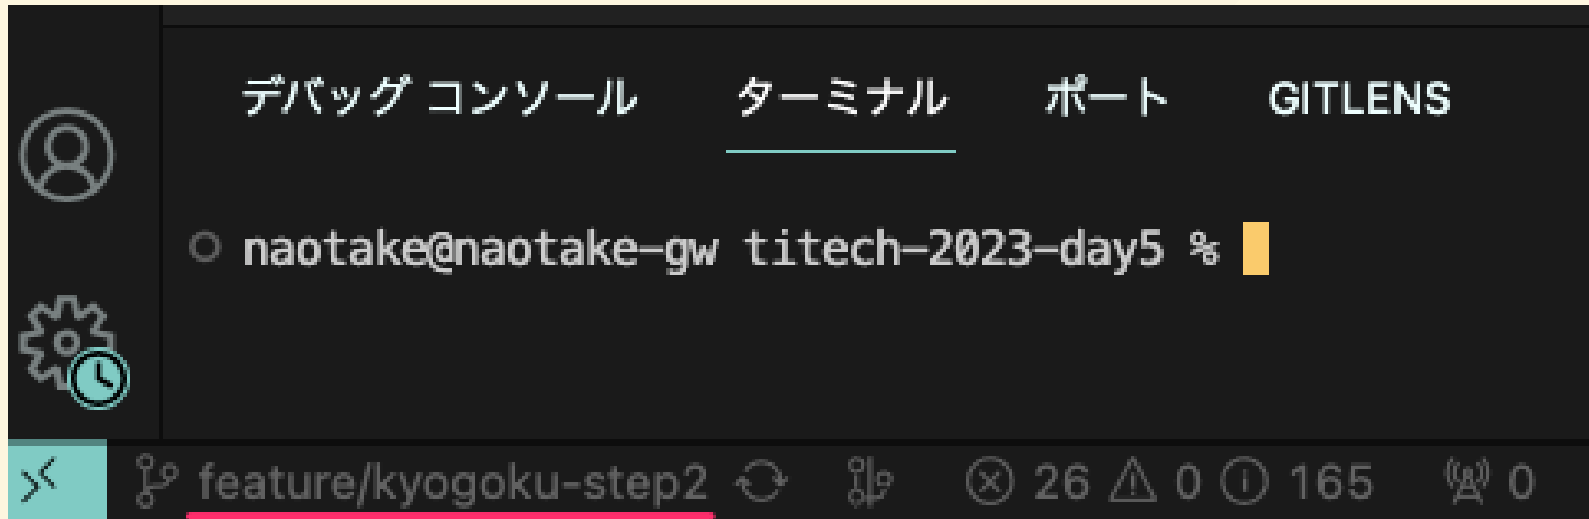 デバッグ コンソール ターミナル ポート GITLENS
naotake@naotake-gw titech-2023-day5 %
feature/kyogoku-step2 26 0 165 0